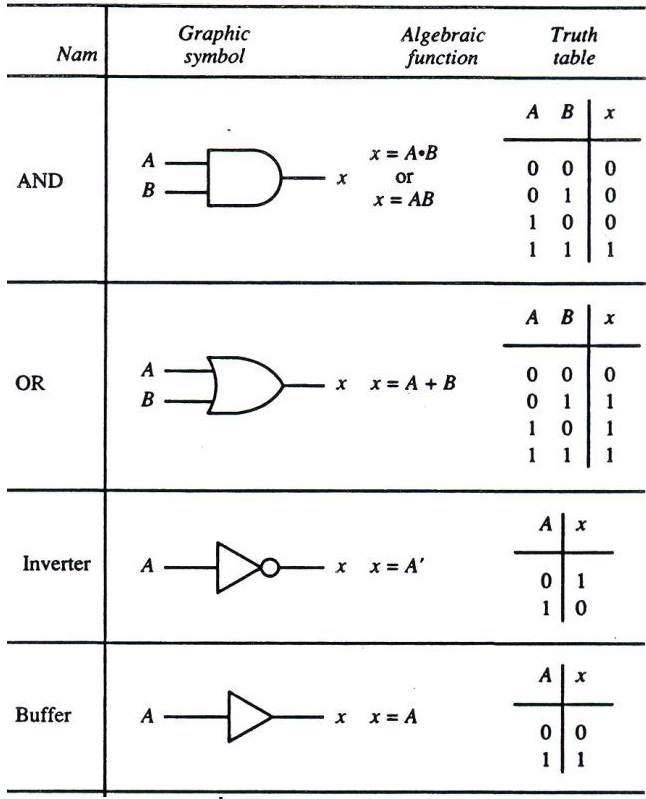 Nam
Graphic symbol
Algebraic function
Truth table
AND
A
B
x
x = A•B
or
x = AB
A B x
0 0 0
0 1 0
1 0 0
1 1 1
OR
A
B
x
x = A + B
A B x
0 0 0
0 1 1
1 0 1
1 1 1
Inverter
A
x
x = A'
A x
0 1
1 0
Buffer
A
x
x = A
A x
0 0
1 1